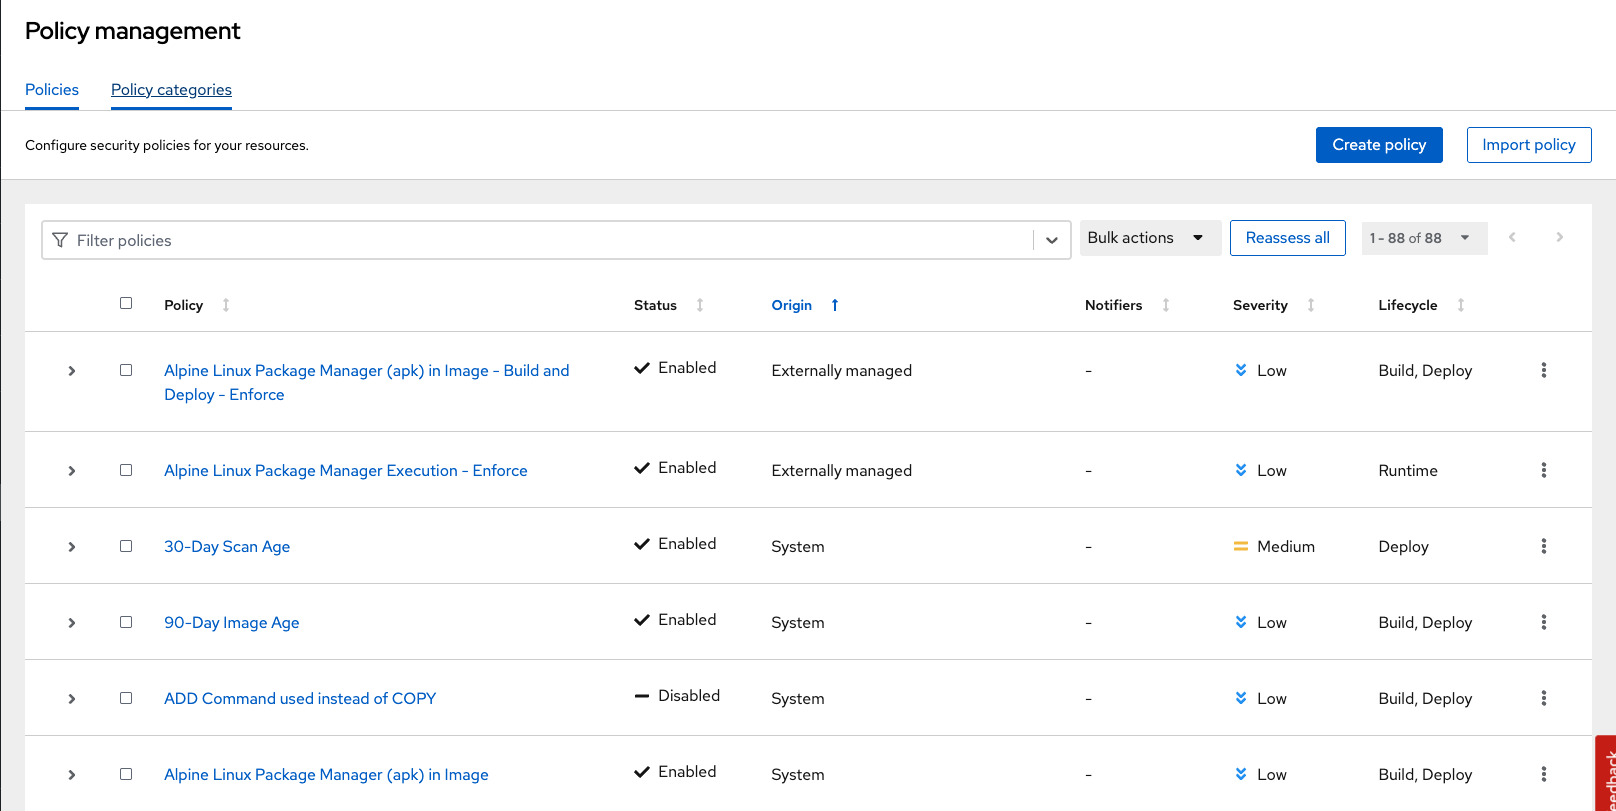 Policy management
Policies Policy categories
Configure security policies for your resources. Create policy Import policy
Filter policies Bulk actions Reassess all 1 - 88 of 88
Policy Status Origin Notifiers Severity Lifecycle
Alpine Linux Package Manager (apk) in Image - Build and Enabled Externally managed - Low Build, Deploy
Deploy - Enforce
Alpine Linux Package Manager Execution - Enforce Enabled Externally managed - Low Runtime
30-Day Scan Age Enabled System - Medium Deploy
90-Day Image Age Enabled System - Low Build, Deploy
ADD Command used instead of COPY Disabled System - Low Build, Deploy
Alpine Linux Package Manager (apk) in Image Enabled System - Low Build, Deploy